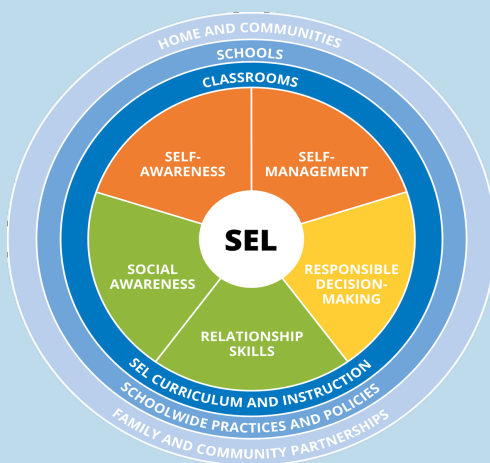 HOME AND COMMUNITIES
SCHOOLS
CLASSROOMS
SELF-
AWARENESS
SELF-
MANAGEMENT
SEL
SOCIAL
AWARENESS
RESPONSIBLE
DECISION-
MAKING
RELATIONSHIP
SKILLS
SEL CURRICULUM AND INSTRUCTION
SCHOOLWIDE PRACTICES AND POLICIES
FAMILY AND COMMUNITY PARTNERSHIPS